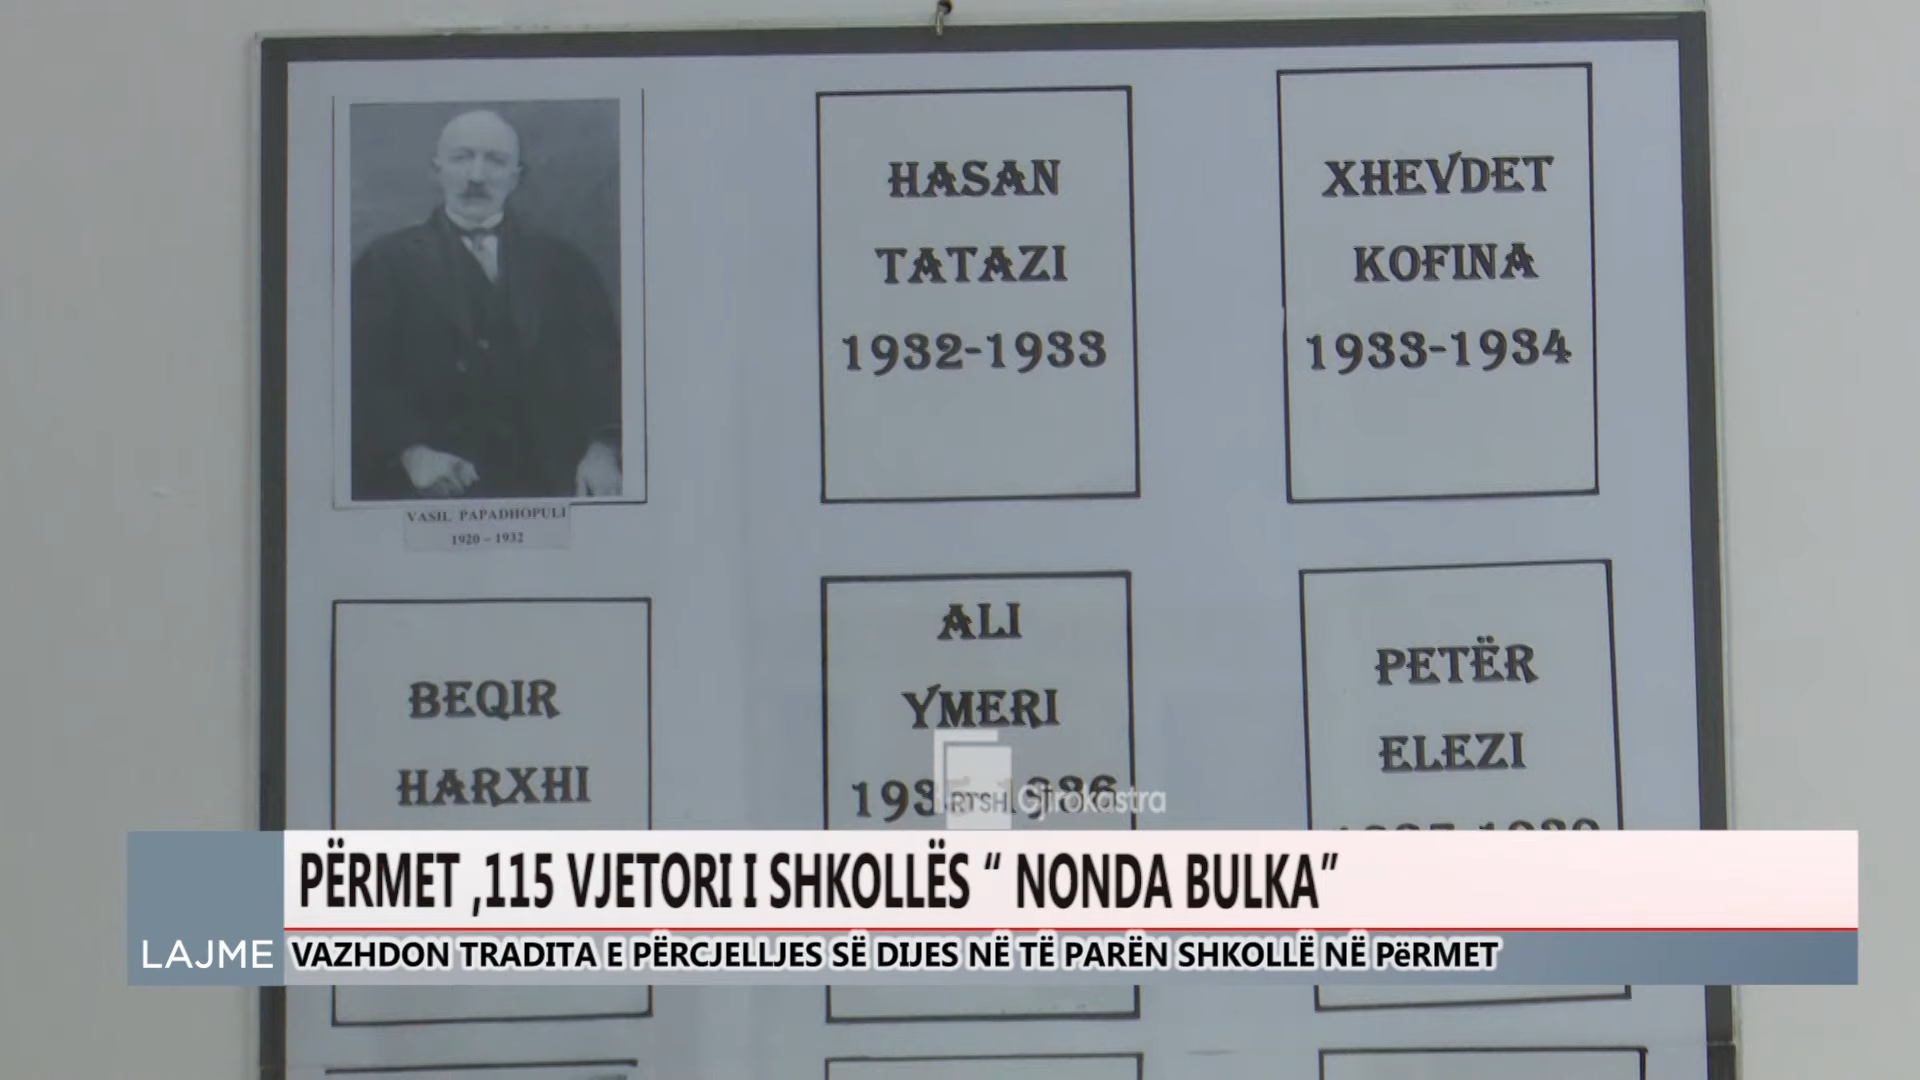 VASIL PAPADHOPULI
1920 – 1932
HASAN
TATAZI
1932-1933
XHEVDET
KOFINA
1933-1934
BEQIR
HARXHI
ALI
YMERI
1935-1936
PETËR
ELEZI
RTSH Gjirokastra
PËRMET ,115 VJETORI I SHKOLLËS “ NONDA BULKA”
LAJME
VAZHDON TRADITA E PËRCJELLJES SË DIJES NË TË PARËN SHKOLLË NË PëRMET